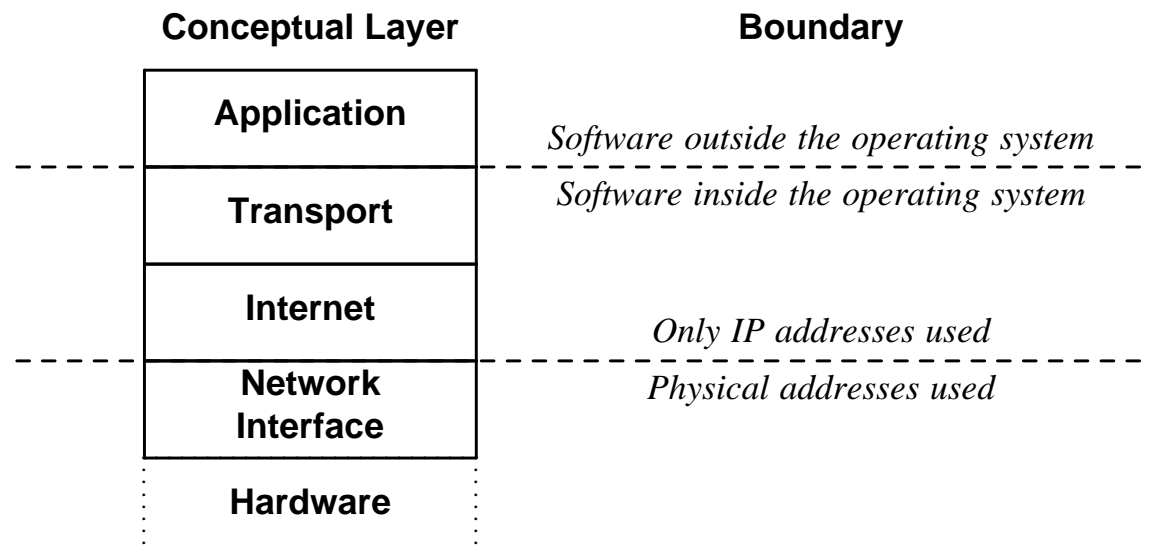 Conceptual Layer
Boundary
Application
Software outside the operating system
Software inside the operating system
Transport
Internet
Only IP addresses used
Physical addresses used
Network
Interface
Hardware